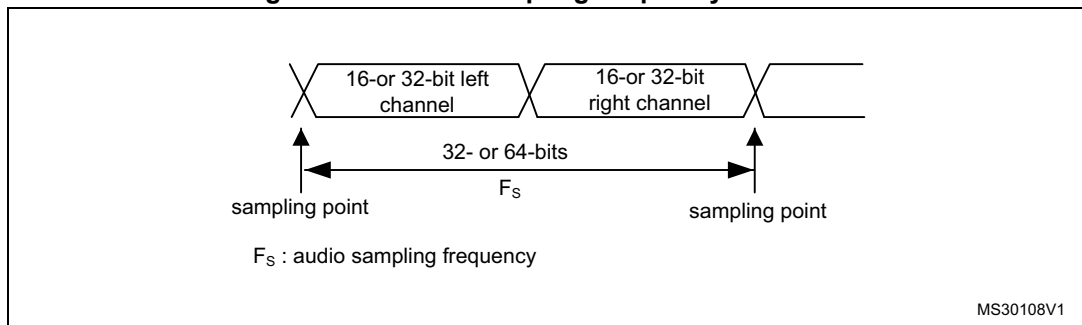 16-or 32-bit left
channel
16-or 32-bit
right channel
32- or 64-bits
FS
sampling point
sampling point
FS : audio sampling frequency
MS30108V1